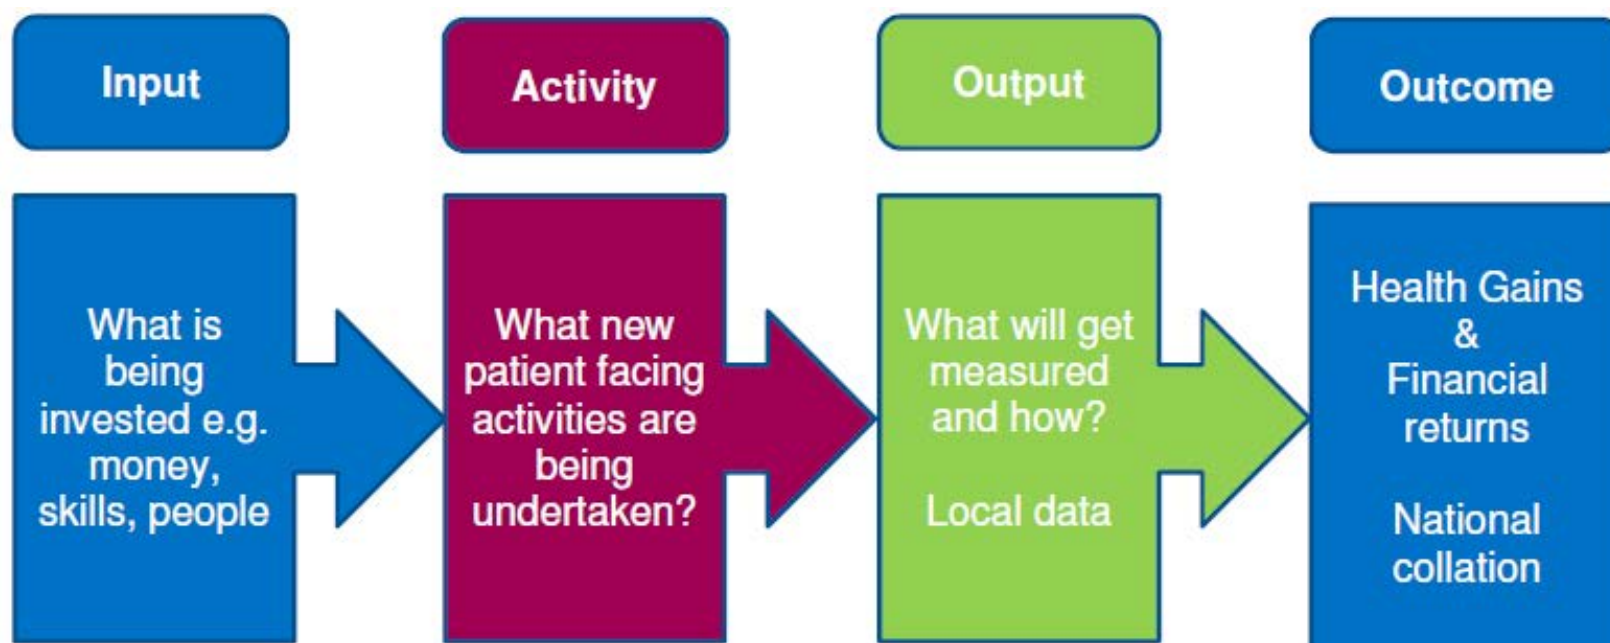 Input
Activity
Output
Outcome
What is
being
invested e.g.
money,
skills, people
What new
patient facing
activities are
being
undertaken?
What will get
measured
and how?
Local data
Health Gains
&
Financial
returns
National
collation